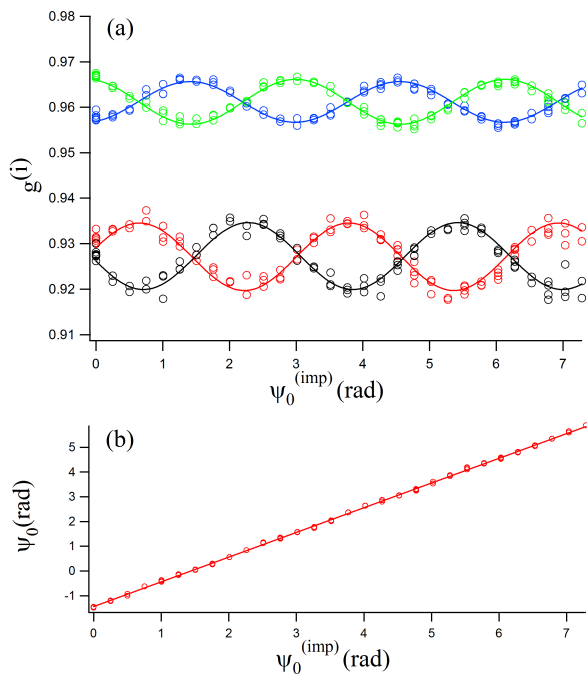 0.98
(a)
0.97
0.96
0.95
g(i)
0.94
0.93
0.92
0.91
0 1 2 3 4 5 6 7
ψ0(imp) (rad)
(b)
5
4
3
ψ0(rad)
2
1
0
-1
0 1 2 3 4 5 6 7
ψ0(imp) (rad)